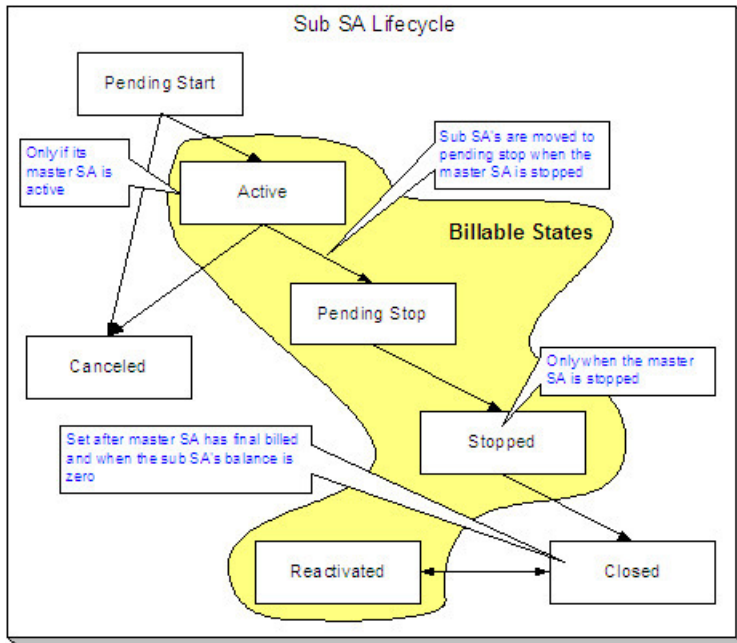 Sub SA Lifecycle
Pending Start
Only if its
master SA is
active
Sub SA's are moved to
pending stop when the
master SA is stopped
Active
Billable States
Pending Stop
Canceled
Only when the master
SA is stopped
Stopped
Set after master SA has final billed
and when the sub SA's balance is
zero
Reactivated
Closed